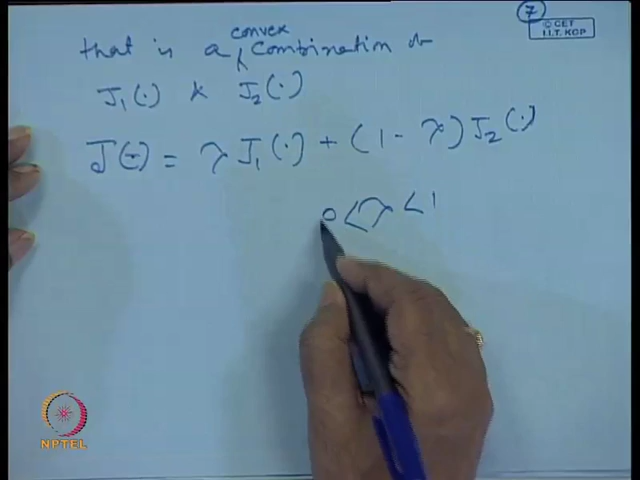 7
© CET
I.I.T. KGP
that is a convex combination of
J₁(·) & J₂(·)
J(·) = λ J₁(·) + (1 - λ) J₂(·)
0 < λ < 1
NPTEL